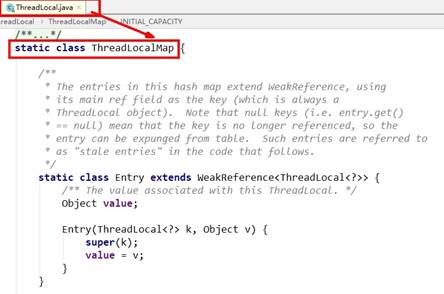 ThreadLocal.java ×
readLocal › ThreadLocalMap › INITIAL_CAPACITY
/**...*/
static class ThreadLocalMap {
/**
* The entries in this hash map extend WeakReference, using
* its main ref field as the key (which is always a
* ThreadLocal object).  Note that null keys (i.e. entry.get()
* == null) mean that the key is no longer referenced, so the
* entry can be expunged from table.  Such entries are referred to
* as "stale entries" in the code that follows.
*/
static class Entry extends WeakReference<ThreadLocal<?>> {
/** The value associated with this ThreadLocal. */
Object value;
Entry(ThreadLocal<?> k, Object v) {
super(k);
value = v;
}
}